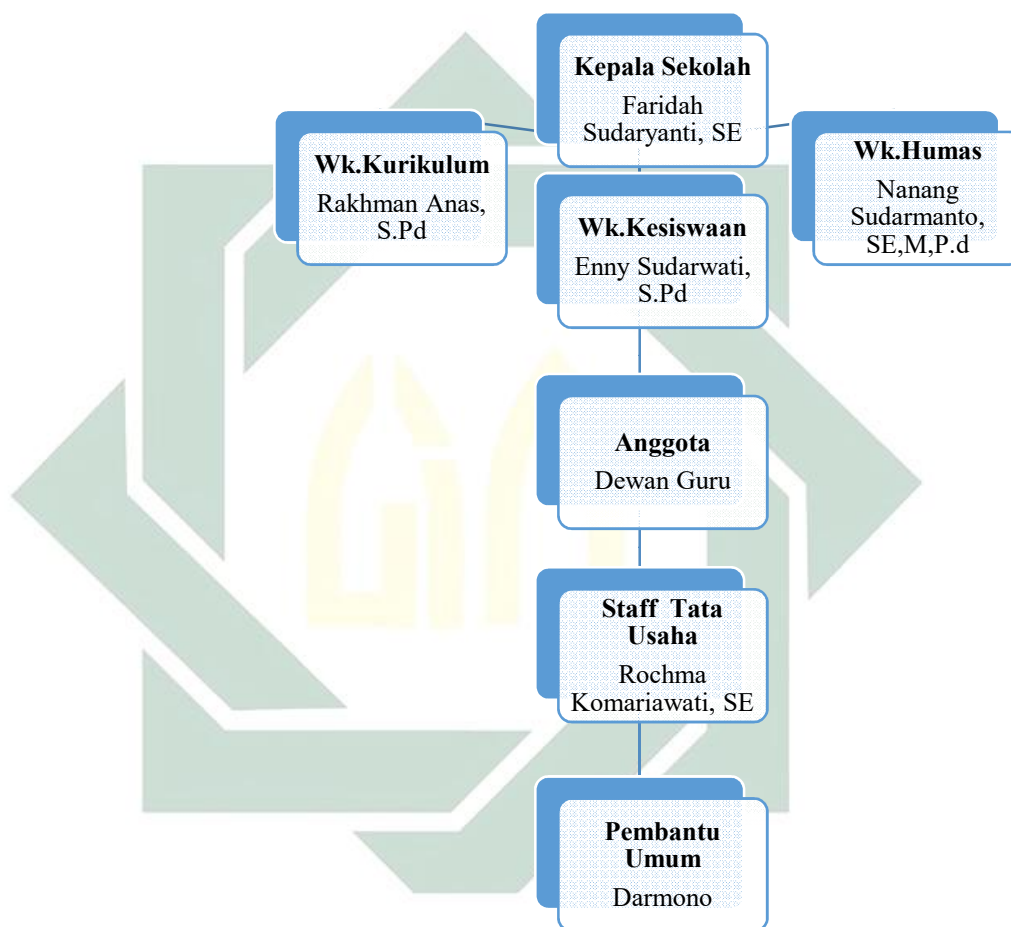 Kepala Sekolah
Faridah
Sudaryanti, SE
Wk.Kurikulum
Rakhman Anas,
S.Pd
Wk.Humas
Nanang
Sudarmanto,
SE,M,P.d
Wk.Kesiswaan
Enny Sudarwati,
S.Pd
Anggota
Dewan Guru
Staff Tata
Usaha
Rochma
Komariawati, SE
Pembantu
Umum
Darmono